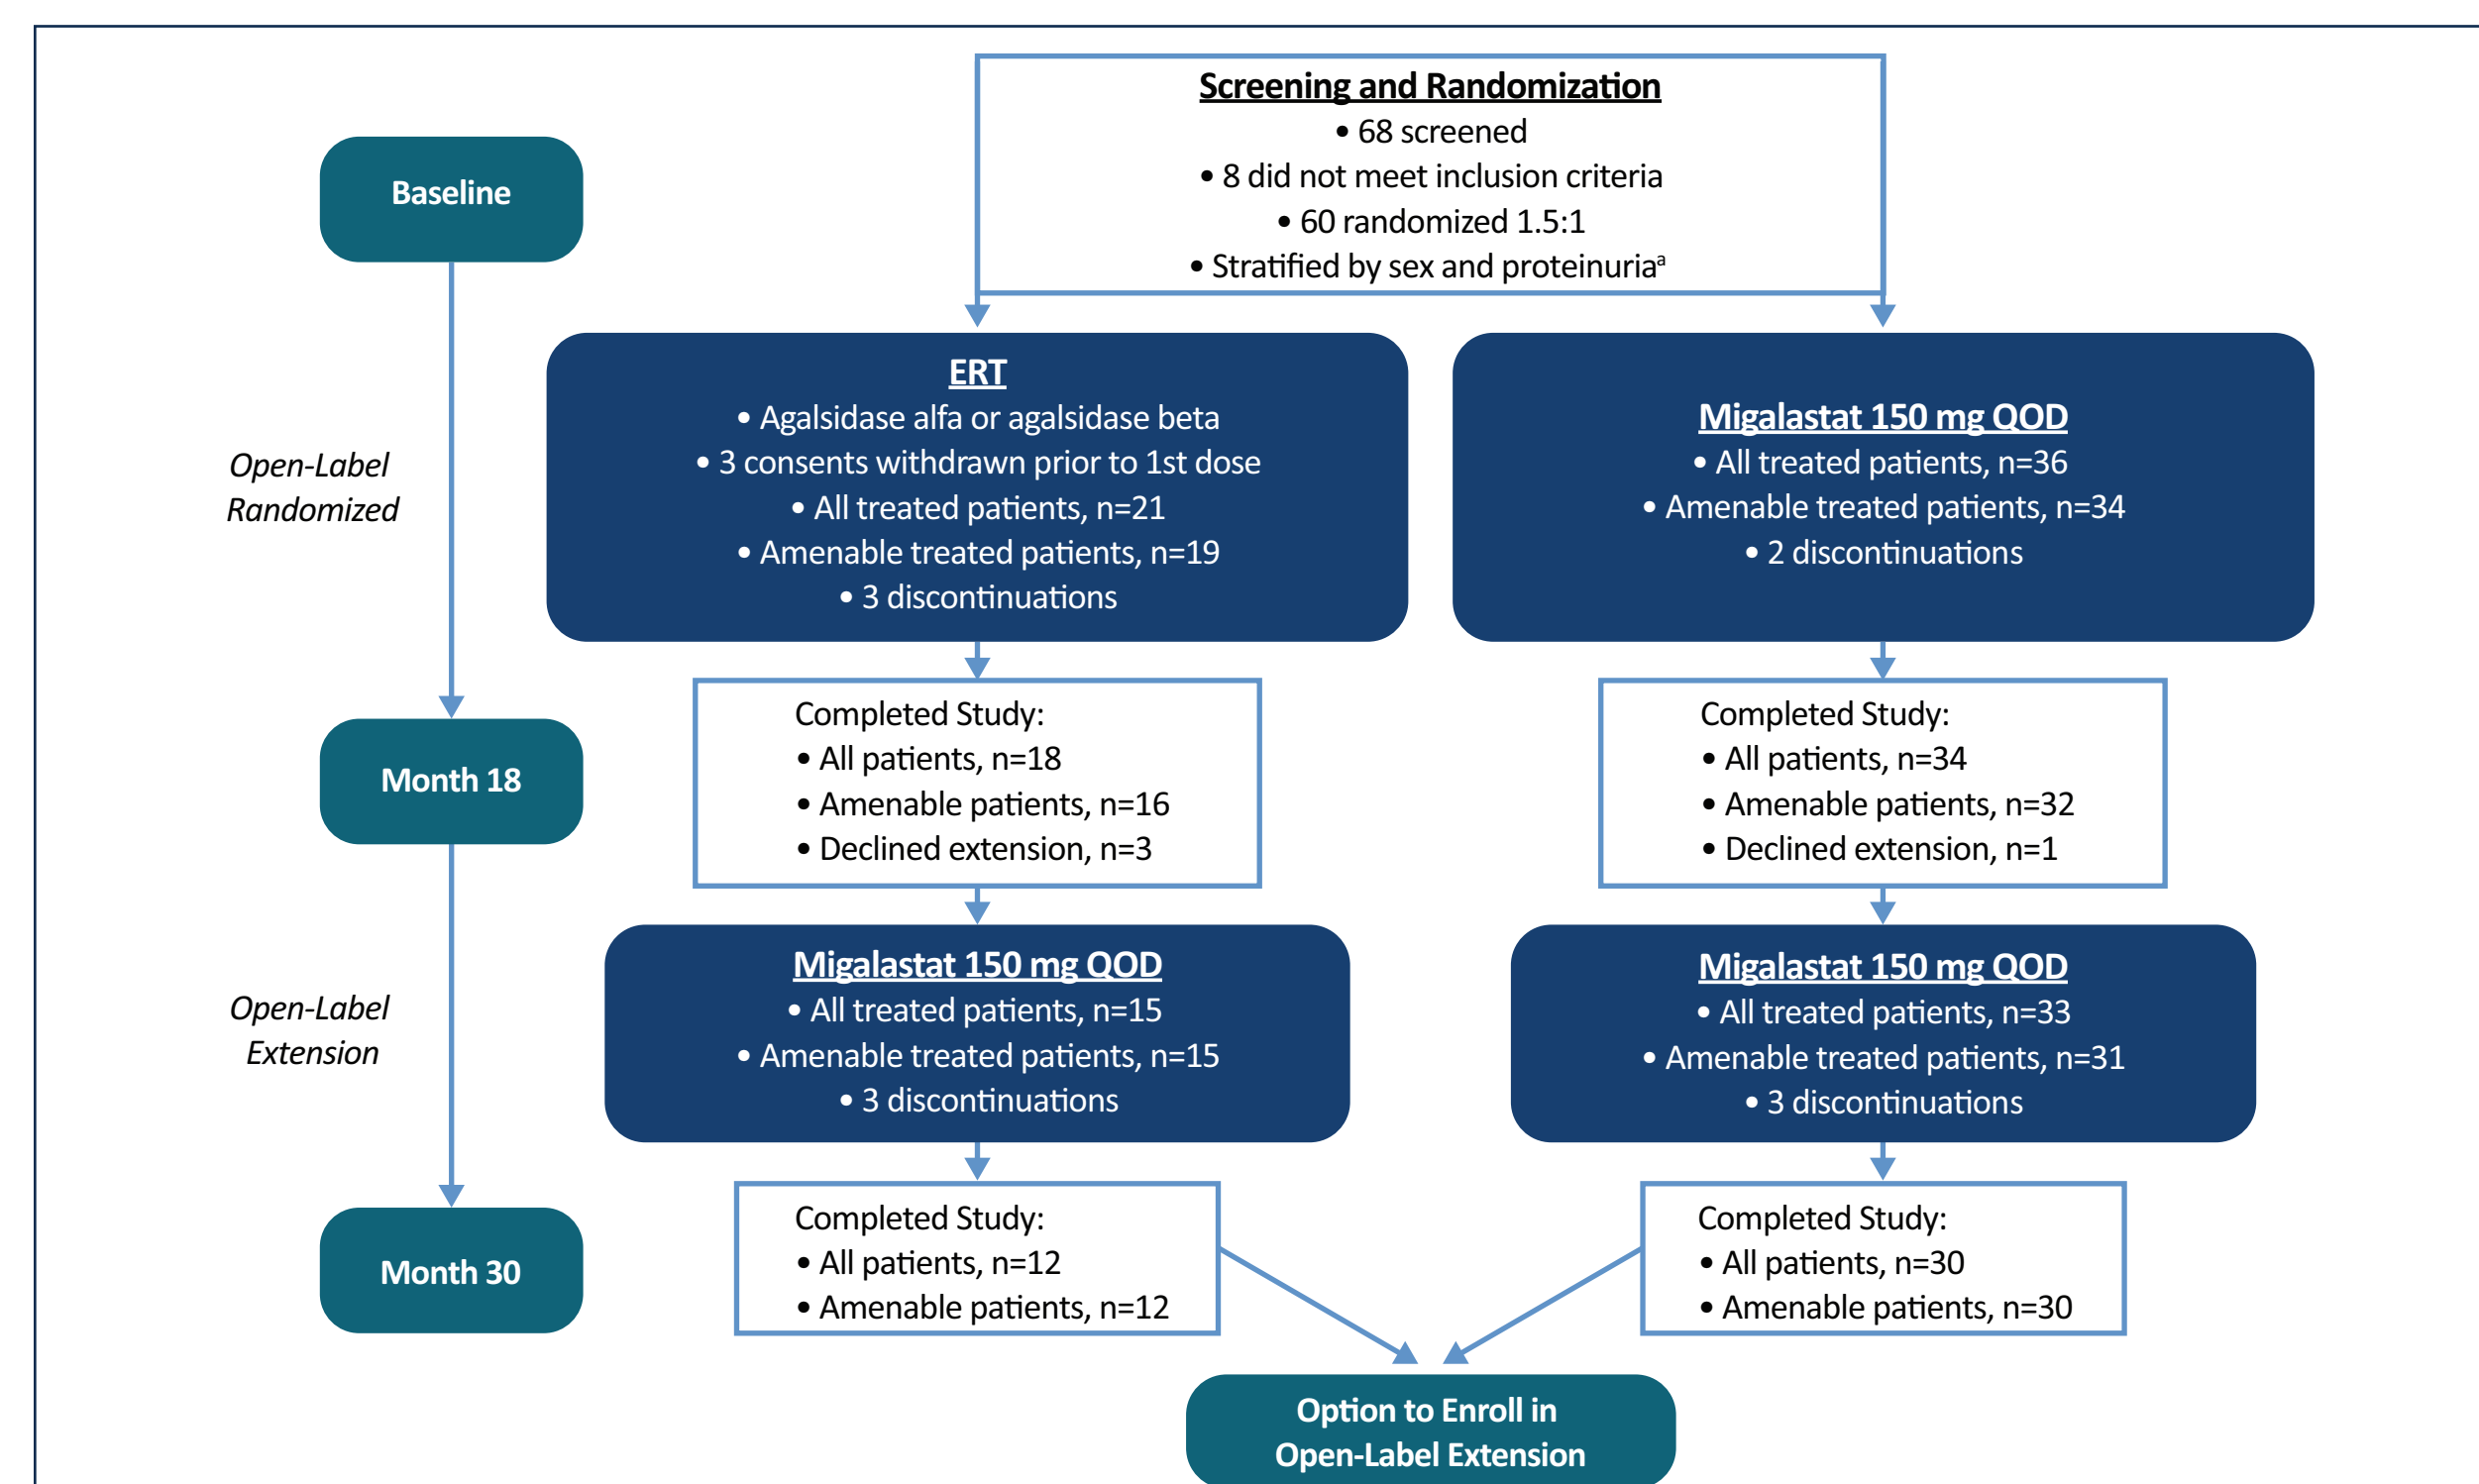 Screening and Randomization
• 68 screened
• 8 did not meet inclusion criteria
• 60 randomized 1.5:1
• Stratified by sex and proteinuriaᵃ
Baseline
Open-Label
Randomized
ERT
• Agalsidase alfa or agalsidase beta
• 3 consents withdrawn prior to 1st dose
• All treated patients, n=21
• Amenable treated patients, n=19
• 3 discontinuations
Migalastat 150 mg QOD
• All treated patients, n=36
• Amenable treated patients, n=34
• 2 discontinuations
Month 18
Completed Study:
• All patients, n=18
• Amenable patients, n=16
• Declined extension, n=3
Completed Study:
• All patients, n=34
• Amenable patients, n=32
• Declined extension, n=1
Open-Label
Extension
Migalastat 150 mg QOD
• All treated patients, n=15
• Amenable treated patients, n=15
• 3 discontinuations
Migalastat 150 mg QOD
• All treated patients, n=33
• Amenable treated patients, n=31
• 3 discontinuations
Month 30
Completed Study:
• All patients, n=12
• Amenable patients, n=12
Completed Study:
• All patients, n=30
• Amenable patients, n=30
Option to Enroll in
Open-Label Extension